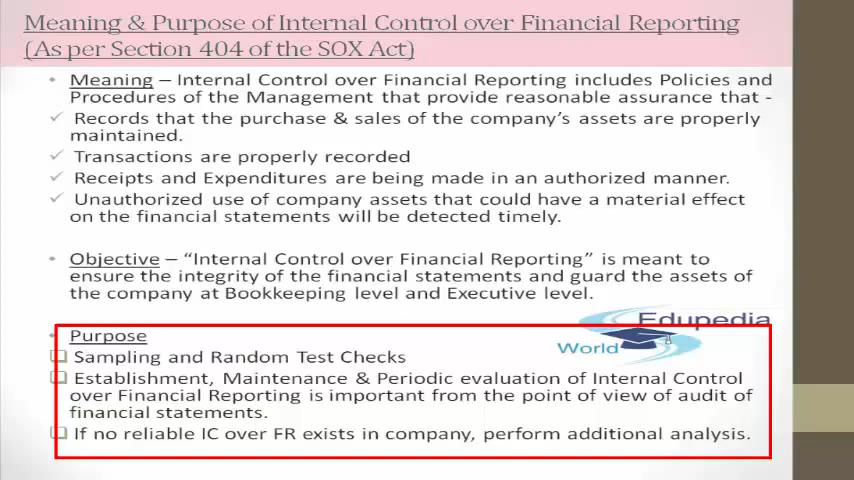 Meaning & Purpose of Internal Control over Financial Reporting
(As per Section 404 of the SOX Act)
• Meaning – Internal Control over Financial Reporting includes Policies and
Procedures of the Management that provide reasonable assurance that -
✓ Records that the purchase & sales of the company's assets are properly
maintained.
✓ Transactions are properly recorded
✓ Receipts and Expenditures are being made in an authorized manner.
✓ Unauthorized use of company assets that could have a material effect
on the financial statements will be detected timely.
• Objective – “Internal Control over Financial Reporting” is meant to
ensure the integrity of the financial statements and guard the assets of
the company at Bookkeeping level and Executive level.
Edupedia
World
• Purpose
❑ Sampling and Random Test Checks
❑ Establishment, Maintenance & Periodic evaluation of Internal Control
over Financial Reporting is important from the point of view of audit of
financial statements.
❑ If no reliable IC over FR exists in company, perform additional analysis.